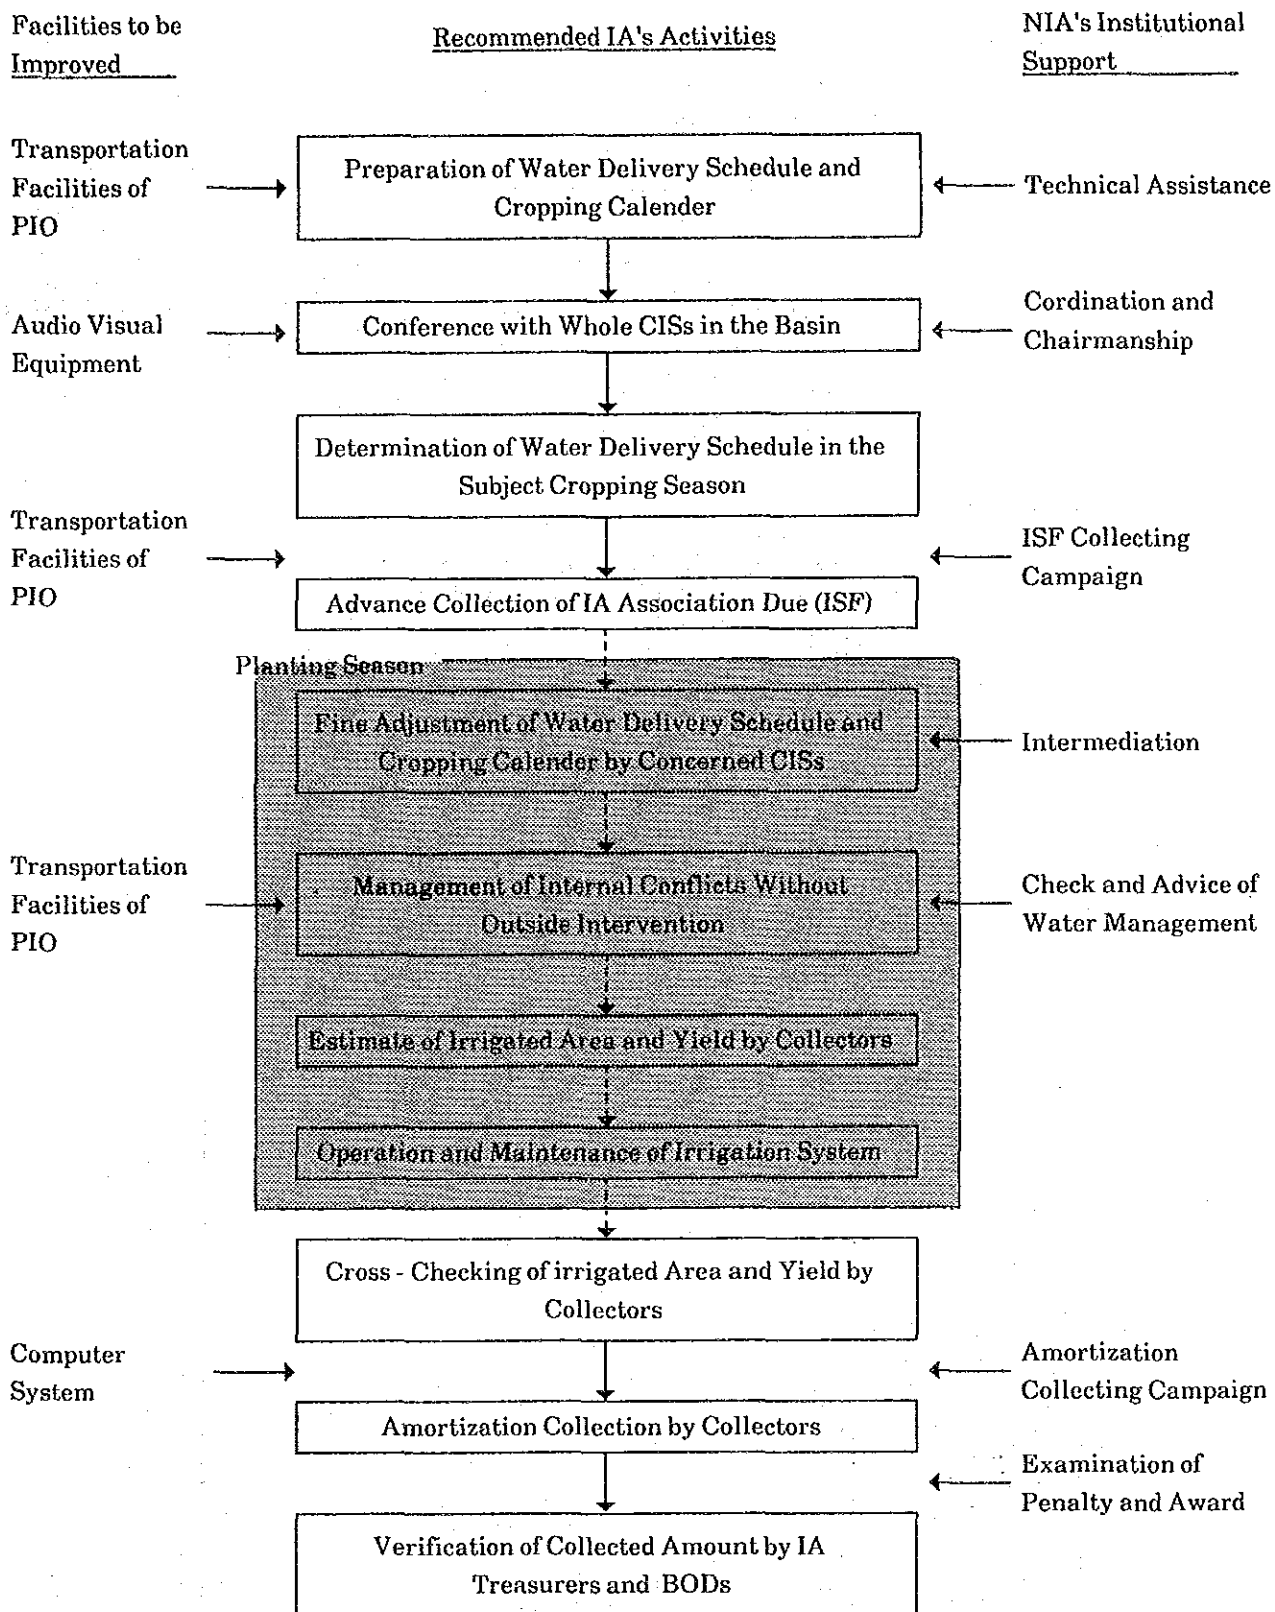 Facilities to be
Improved
Recommended IA's Activities
NIA's Institutional
Support
Transportation
Facilities of
PIO
Preparation of Water Delivery Schedule and
Cropping Calender
Technical Assistance
Audio Visual
Equipment
Conference with Whole CISs in the Basin
Cordination and
Chairmanship
Determination of Water Delivery Schedule in the
Subject Cropping Season
Transportation
Facilities of
PIO
ISF Collecting
Campaign
Advance Collection of IA Association Due (ISF)
Planting Season
Fine Adjustment of Water Delivery Schedule and
Cropping Calender by Concerned CISs
Intermediation
Transportation
Facilities of
PIO
Management of Internal Conflicts Without
Outside Intervention
Check and Advice of
Water Management
Estimate of Irrigated Area and Yield by Collectors
Operation and Maintenance of Irrigation System
Cross - Checking of irrigated Area and Yield by
Collectors
Computer
System
Amortization
Collecting Campaign
Amortization Collection by Collectors
Examination of
Penalty and Award
Verification of Collected Amount by IA
Treasurers and BODs